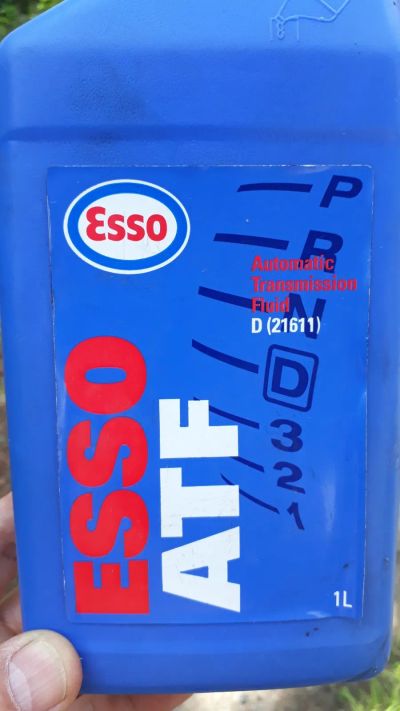 Esso
P
R
Automatic
Transmission
Fluid
N
D (21611)
D
3
2
1
ESSO
ATF
1L